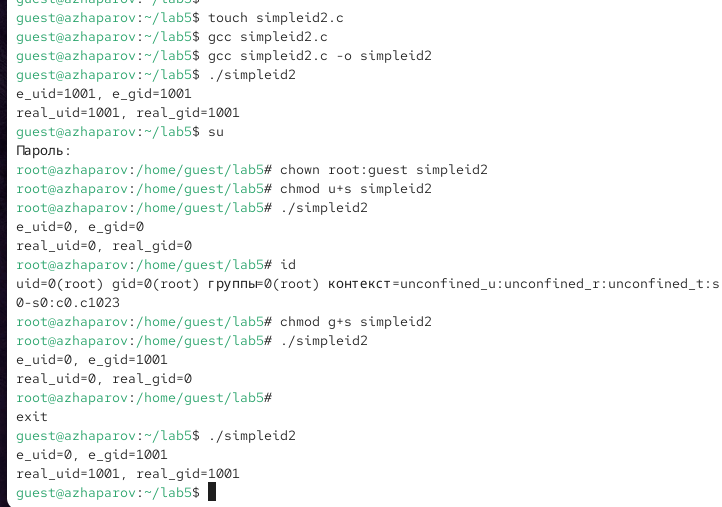 guest@azhaparov:~/lab5$ touch simpleid2.c
guest@azhaparov:~/lab5$ gcc simpleid2.c
guest@azhaparov:~/lab5$ gcc simpleid2.c -o simpleid2
guest@azhaparov:~/lab5$ ./simpleid2
e_uid=1001, e_gid=1001
real_uid=1001, real_gid=1001
guest@azhaparov:~/lab5$ su
Пароль:
root@azhaparov:/home/guest/lab5# chown root:guest simpleid2
root@azhaparov:/home/guest/lab5# chmod u+s simpleid2
root@azhaparov:/home/guest/lab5# ./simpleid2
e_uid=0, e_gid=0
real_uid=0, real_gid=0
root@azhaparov:/home/guest/lab5# id
uid=0(root) gid=0(root) группы=0(root) контекст=unconfined_u:unconfined_r:unconfined_t:s
0-s0:c0.c1023
root@azhaparov:/home/guest/lab5# chmod g+s simpleid2
root@azhaparov:/home/guest/lab5# ./simpleid2
e_uid=0, e_gid=1001
real_uid=0, real_gid=0
root@azhaparov:/home/guest/lab5#
exit
guest@azhaparov:~/lab5$ ./simpleid2
e_uid=0, e_gid=1001
real_uid=1001, real_gid=1001
guest@azhaparov:~/lab5$